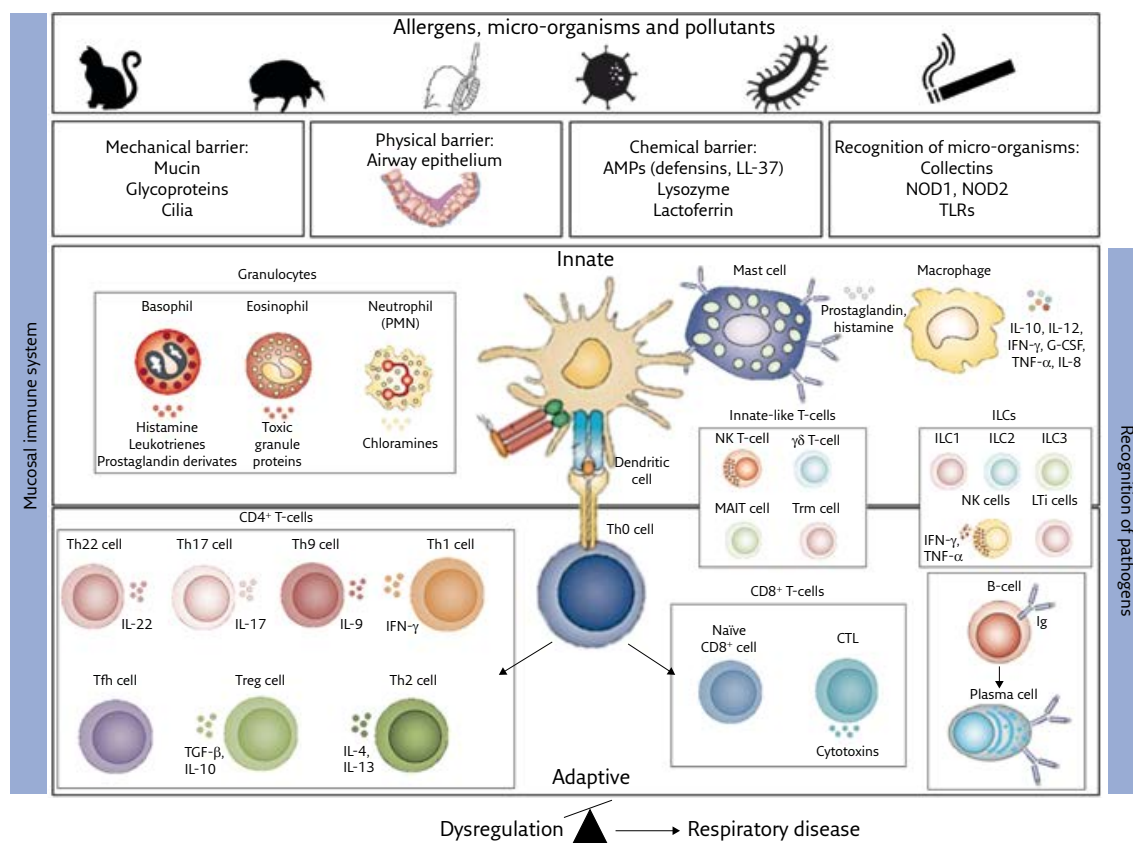 Allergens, micro-organisms and pollutants
Mechanical barrier:
Mucin
Glycoproteins
Cilia
Physical barrier:
Airway epithelium
Chemical barrier:
AMPs (defensins, LL-37)
Lysozyme
Lactoferrin
Recognition of micro-organisms:
Collectins
NOD1, NOD2
TLRs
Mucosal immune system
Recognition of pathogens
Innate
Granulocytes
Basophil
Histamine
Leukotrienes
Prostaglandin derivates
Eosinophil
Toxic
granule
proteins
Neutrophil
(PMN)
Chloramines
Dendritic
cell
Mast cell
Prostaglandin,
histamine
Macrophage
IL-10, IL-12,
IFN-γ, G-CSF,
TNF-α, IL-8
Innate-like T-cells
NK T-cell
γδ T-cell
MAIT cell
Trm cell
ILCs
ILC1
ILC2
ILC3
NK cells
LTi cells
IFN-γ,
TNF-α
Th0 cell
CD4⁺ T-cells
Th22 cell
IL-22
Th17 cell
IL-17
Th9 cell
IL-9
Th1 cell
IFN-γ
Tfh cell
Treg cell
TGF-β,
IL-10
Th2 cell
IL-4,
IL-13
CD8⁺ T-cells
Naïve
CD8⁺ cell
CTL
Cytotoxins
B-cell
Ig
Plasma cell
Adaptive
Dysregulation
Respiratory disease